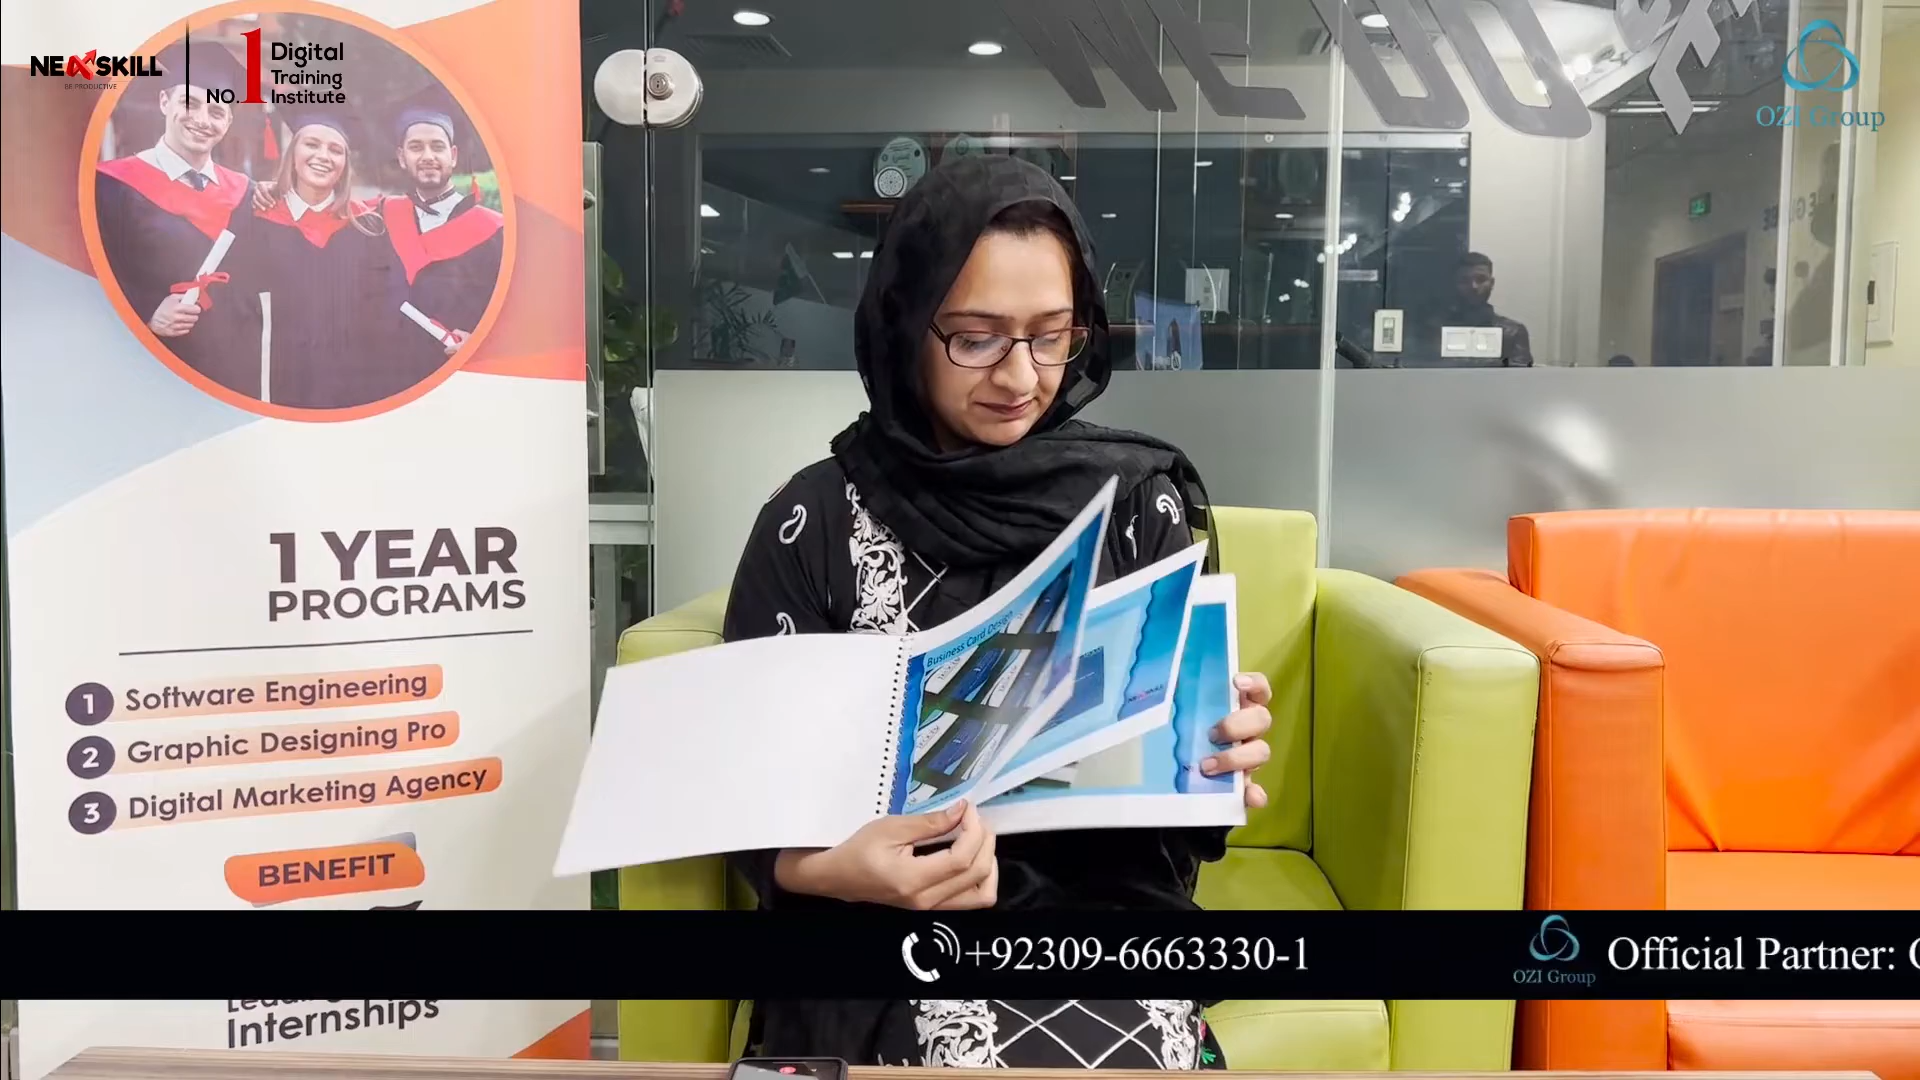 NEXSKILL
BE PRODUCTIVE
NO.1 Digital
Training
Institute
OZI Group
1 YEAR
PROGRAMS
1 Software Engineering
2 Graphic Designing Pro
3 Digital Marketing Agency
BENEFIT
Internships
Business Card Design
NEXSKILL
+92309-6663330-1
OZI Group
Official Partner: